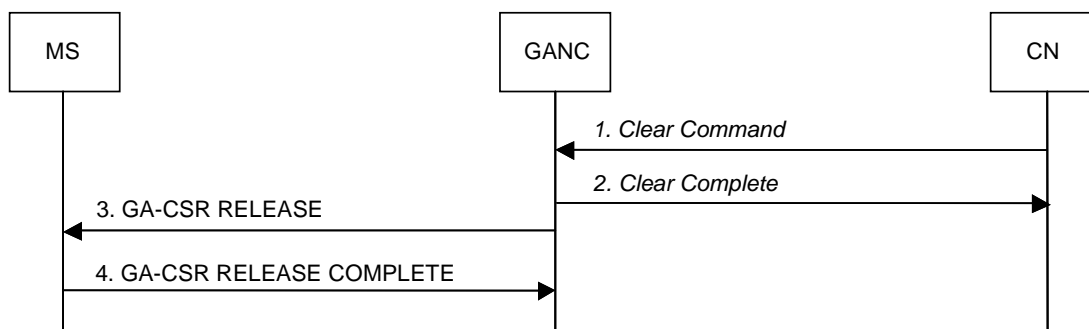 MS
GANC
CN
1. Clear Command
2. Clear Complete
3. GA-CSR RELEASE
4. GA-CSR RELEASE COMPLETE